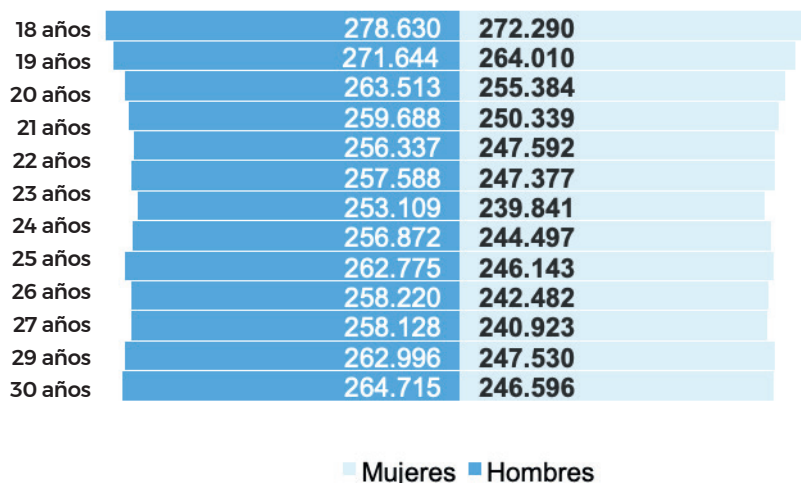 18 años 278.630 272.290
19 años 271.644 264.010
20 años 263.513 255.384
21 años 259.688 250.339
22 años 256.337 247.592
23 años 257.588 247.377
24 años 253.109 239.841
25 años 256.872 244.497
26 años 262.775 246.143
27 años 258.220 242.482
29 años 258.128 240.923
30 años 262.996 247.530
264.715 246.596
Mujeres Hombres